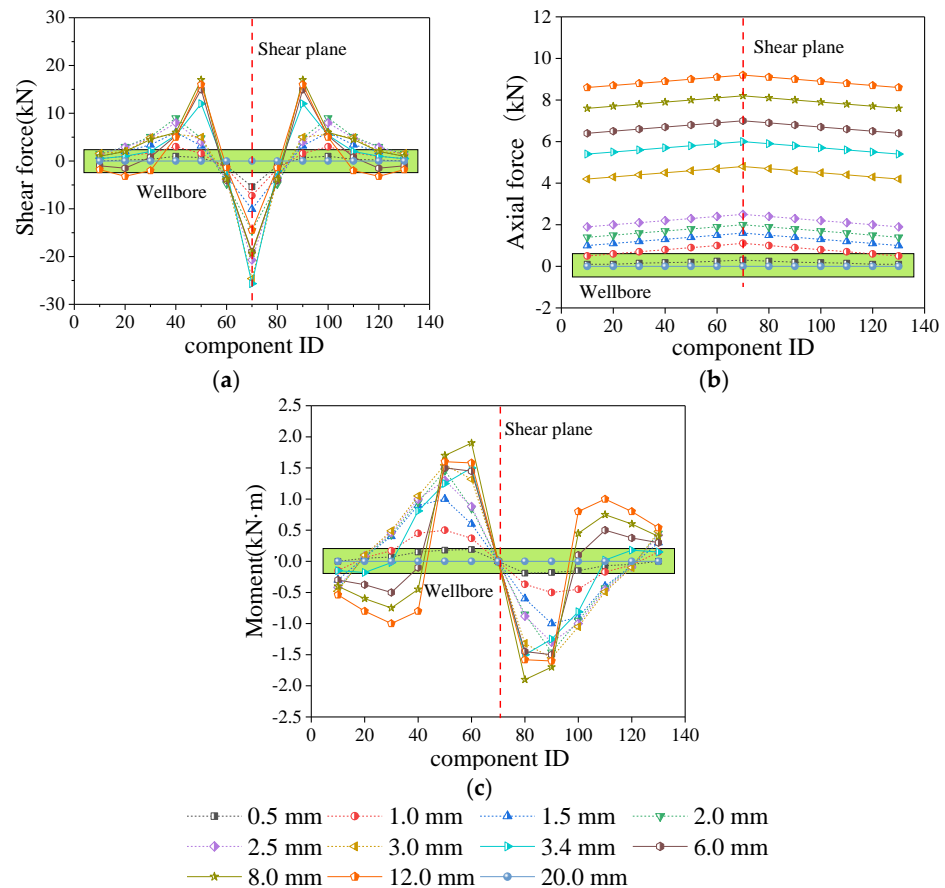 30
20
10
0
-10
-20
-30
Shear force(kN)
Shear plane
Wellbore
0 20 40 60 80 100 120 140
component ID
(a)
12
10
8
6
4
2
0
-2
Axial force (kN)
Shear plane
Wellbore
0 20 40 60 80 100 120 140
component ID
(b)
2.5
2.0
1.5
1.0
0.5
0.0
-0.5
-1.0
-1.5
-2.0
-2.5
Moment(kN·m)
Shear plane
Wellbore
0 20 40 60 80 100 120 140
component ID
(c)
0.5 mm 1.0 mm 1.5 mm 2.0 mm
2.5 mm 3.0 mm 3.4 mm 6.0 mm
8.0 mm 12.0 mm 20.0 mm